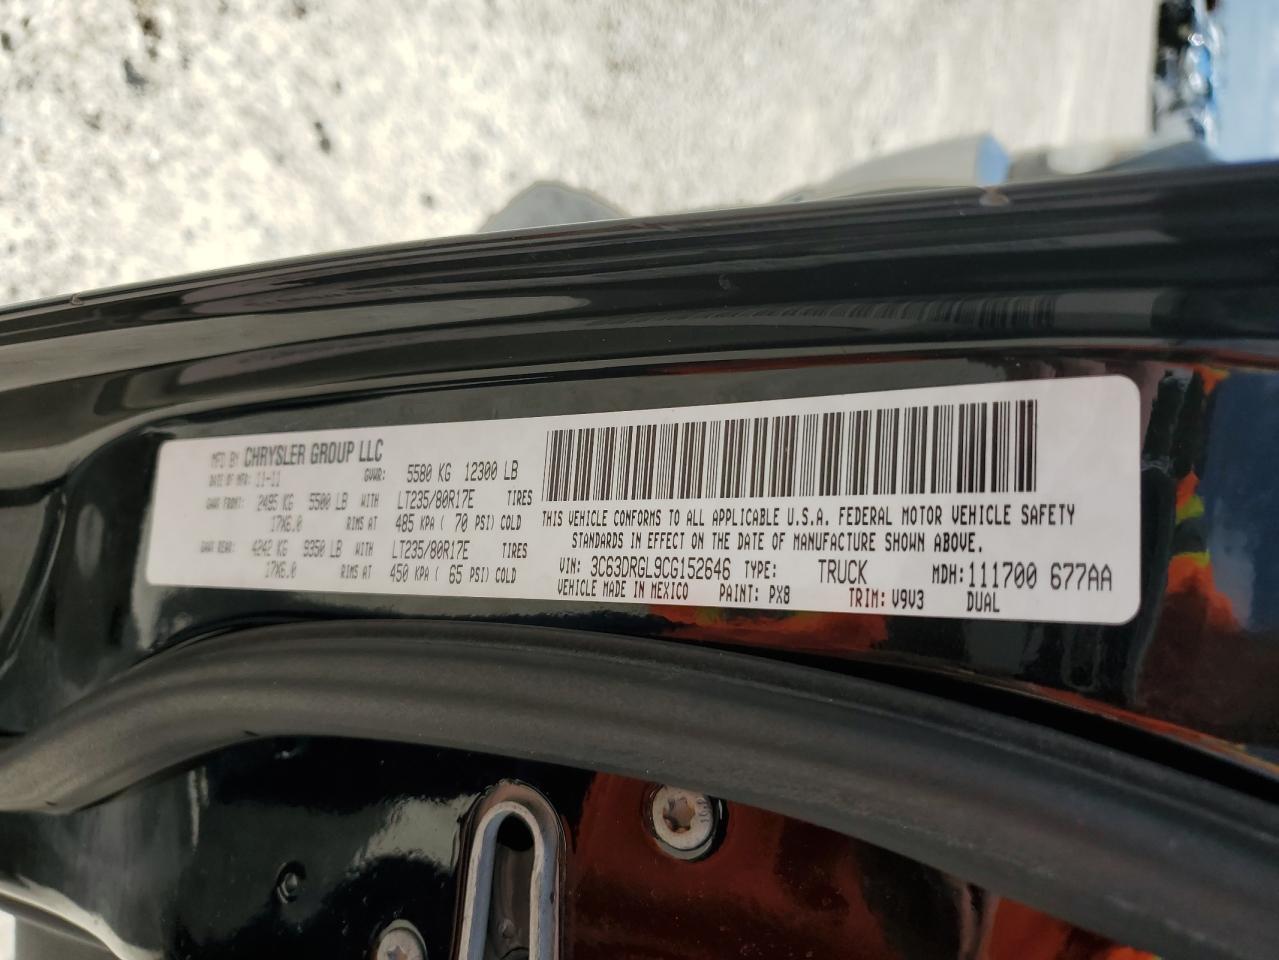 MFD BY CHRYSLER GROUP LLC
DATE OF MFR: 11-11 GVWR: 5580 KG 12300 LB
GAWR FRONT: 2495 KG 5500 LB WITH LT235/80R17E TIRES
17X6.0 RIMS AT 485 KPA ( 70 PSI) COLD
GAWR REAR: 4242 KG 9350 LB WITH LT235/80R17E TIRES
17X6.0 RIMS AT 450 KPA ( 65 PSI) COLD
THIS VEHICLE CONFORMS TO ALL APPLICABLE U.S.A. FEDERAL MOTOR VEHICLE SAFETY
STANDARDS IN EFFECT ON THE DATE OF MANUFACTURE SHOWN ABOVE.
VIN: 3C63DRGL9CG152646 TYPE: TRUCK MDH: 111700 677AA
VEHICLE MADE IN MEXICO PAINT: PX8 TRIM: V9V3 DUAL